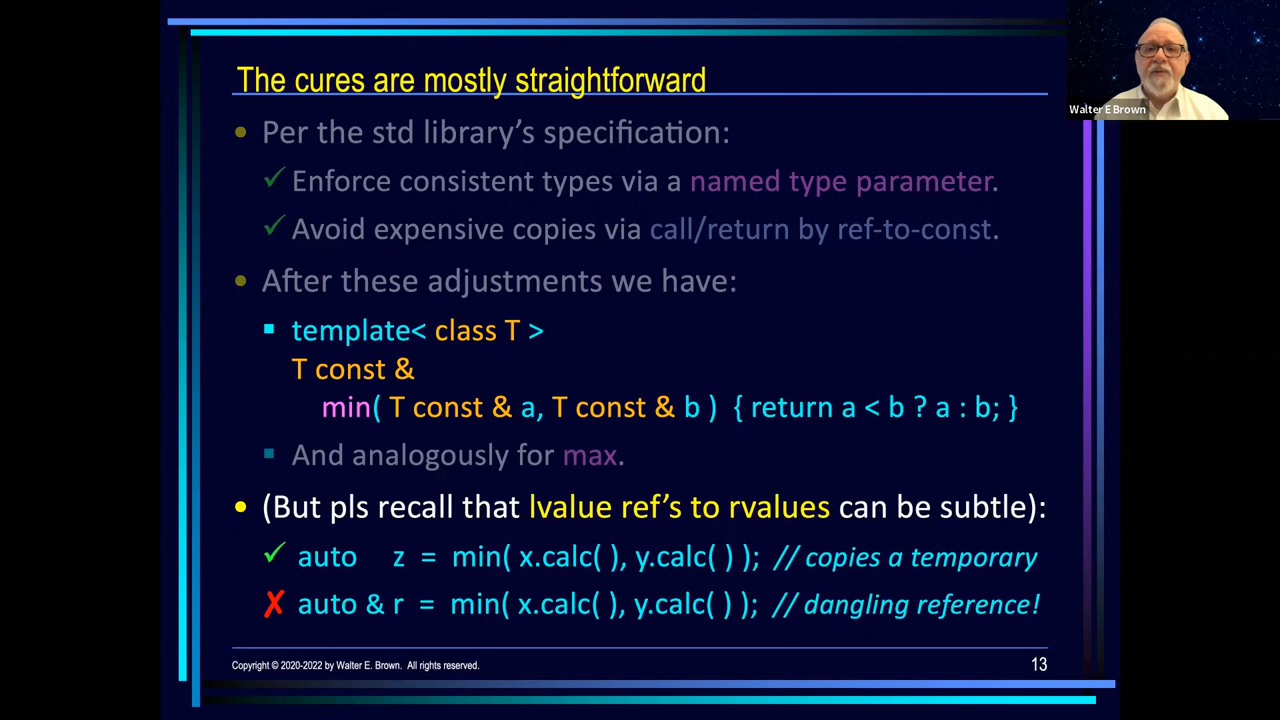 Walter E Brown
The cures are mostly straightforward
• Per the std library’s specification:
✓ Enforce consistent types via a named type parameter.
✓ Avoid expensive copies via call/return by ref-to-const.
• After these adjustments we have:
▪ template< class T >
T const &
min( T const & a, T const & b ) { return a < b ? a : b; }
▪ And analogously for max.
• (But pls recall that lvalue ref’s to rvalues can be subtle):
✓ auto z = min( x.calc( ), y.calc( ) ); // copies a temporary
✗ auto & r = min( x.calc( ), y.calc( ) ); // dangling reference!
Copyright © 2020-2022 by Walter E. Brown. All rights reserved.
13